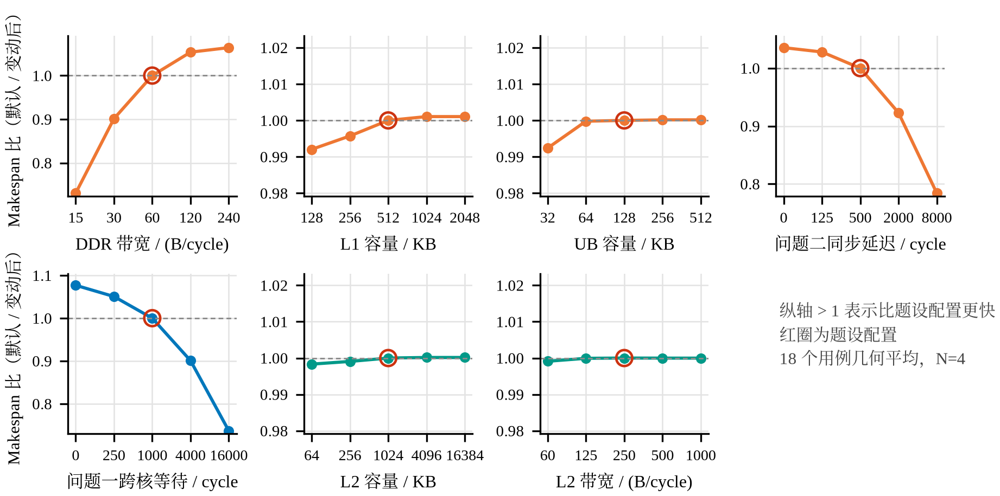 Makespan 比（默认 / 变动后）
1.0
0.9
0.8
15 30 60 120 240
DDR 带宽 / (B/cycle)
1.02
1.01
1.00
0.99
0.98
128 256 512 1024 2048
L1 容量 / KB
1.02
1.01
1.00
0.99
0.98
32 64 128 256 512
UB 容量 / KB
1.0
0.9
0.8
0 125 500 2000 8000
问题二同步延迟 / cycle
Makespan 比（默认 / 变动后）
1.1
1.0
0.9
0.8
0 250 1000 4000 16000
问题一跨核等待 / cycle
1.02
1.01
1.00
0.99
0.98
64 256 1024 4096 16384
L2 容量 / KB
1.02
1.01
1.00
0.99
0.98
60 125 250 500 1000
L2 带宽 / (B/cycle)
纵轴 > 1 表示比题设配置更快
红圈为题设配置
18 个用例几何平均，N=4